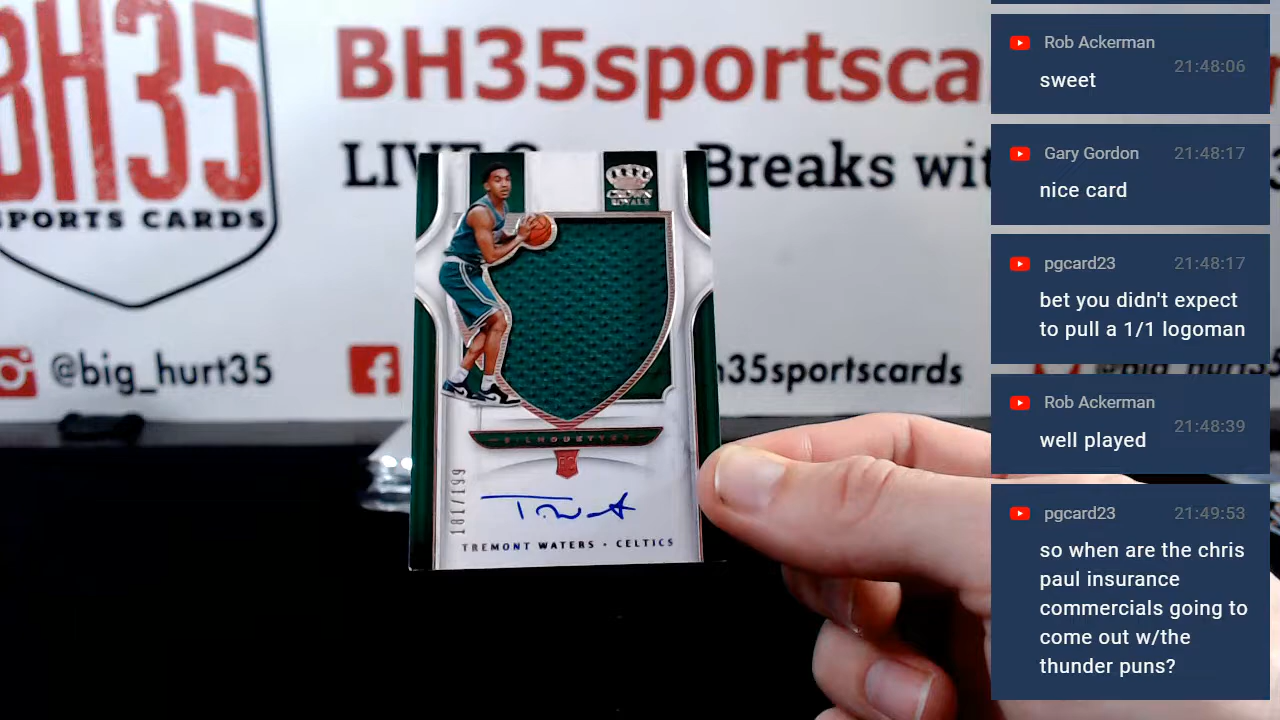 BH35
SPORTS CARDS
BH35sportsca
LIVE
Breaks wit
@big_hurt35
h35sportscards
CROWN
ROYALE
SILHOUETTES
RC
181/199
TREMONT WATERS • CELTICS
Rob Ackerman
21:48:06
sweet
Gary Gordon
21:48:17
nice card
pgcard23
21:48:17
bet you didn't expect
to pull a 1/1 logoman
Rob Ackerman
21:48:39
well played
pgcard23
21:49:53
so when are the chris
paul insurance
commercials going to
come out w/the
thunder puns?